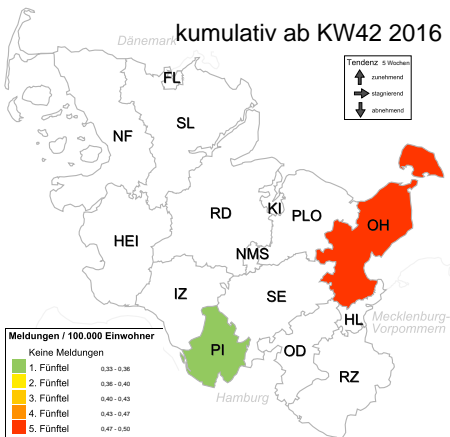 kumulativ ab KW42 2016
Dänemark
Tendenz 5 Wochen
zunehmend
stagnierend
abnehmend
FL
SL
NF
RD
KI
PLO
OH
HEI
NMS
IZ
SE
HL
Mecklenburg-
Vorpommern
PI
OD
RZ
Hamburg
Meldungen / 100.000 Einwohner
Keine Meldungen
1. Fünftel 0,33 - 0,36
2. Fünftel 0,36 - 0,40
3. Fünftel 0,40 - 0,43
4. Fünftel 0,43 - 0,47
5. Fünftel 0,47 - 0,50